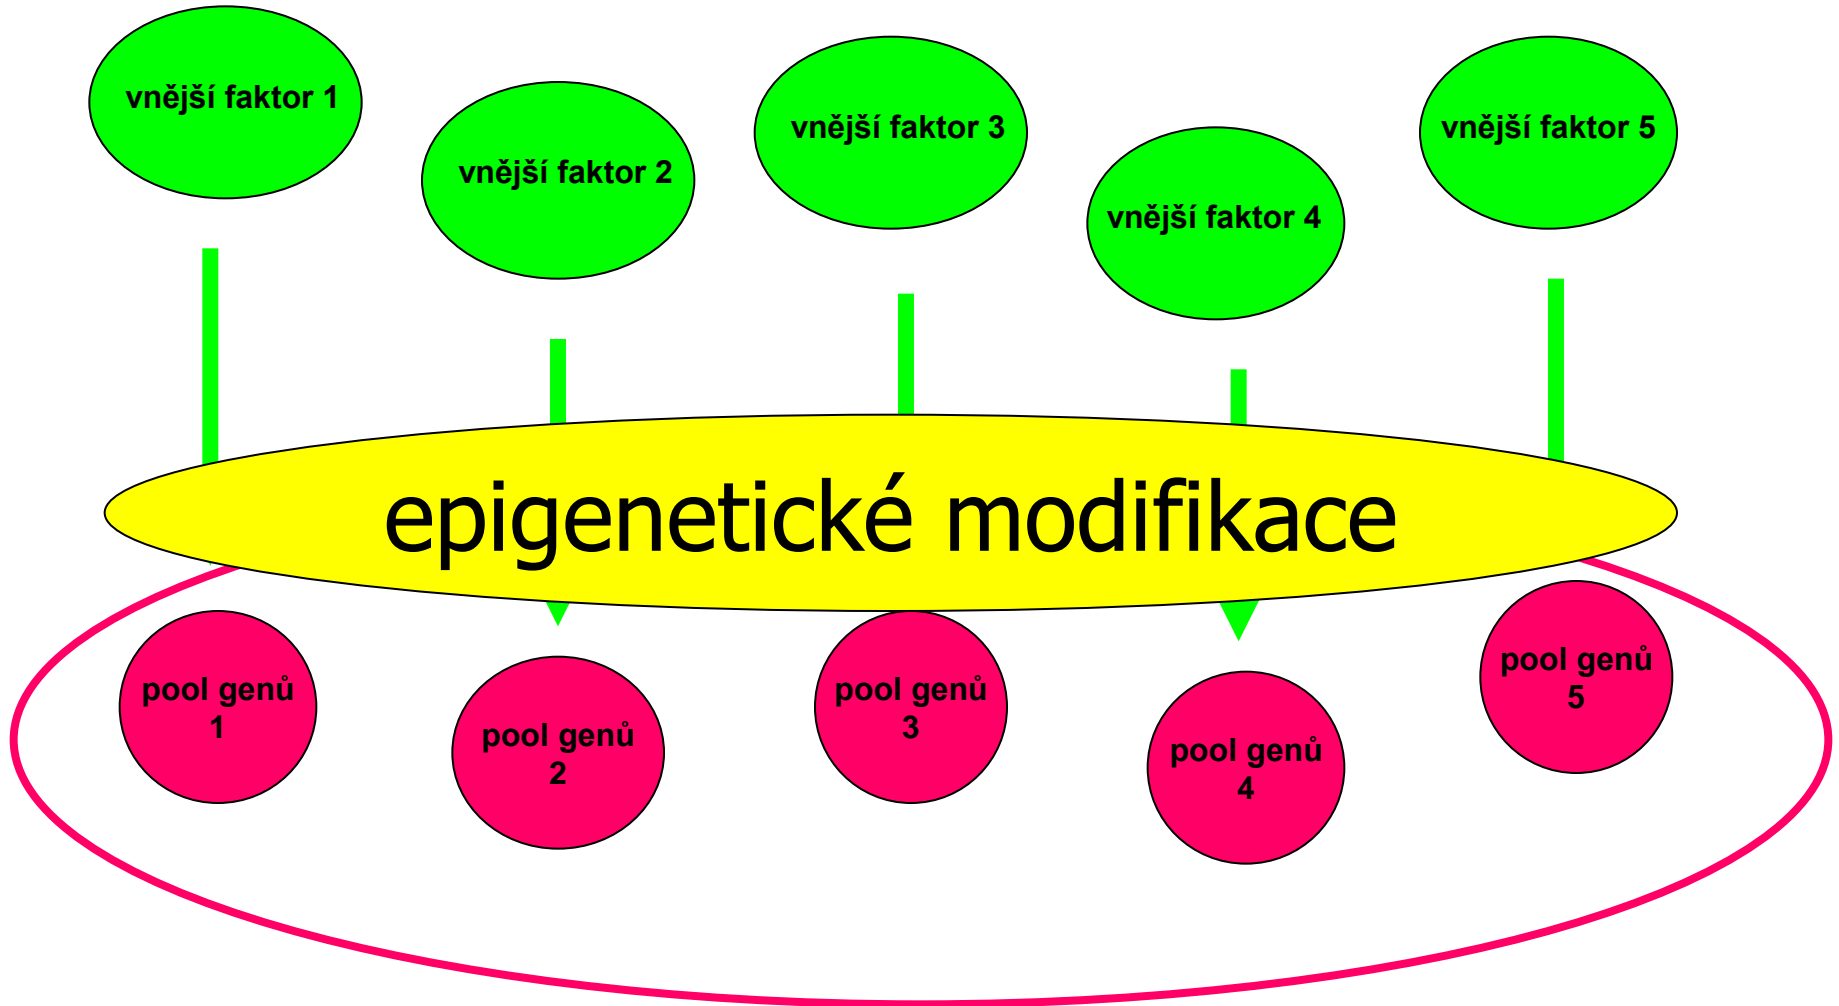 vnější faktor 1
vnější faktor 2
vnější faktor 3
vnější faktor 4
vnější faktor 5
epigenetické modifikace
pool genů
1
pool genů
2
pool genů
3
pool genů
4
pool genů
5